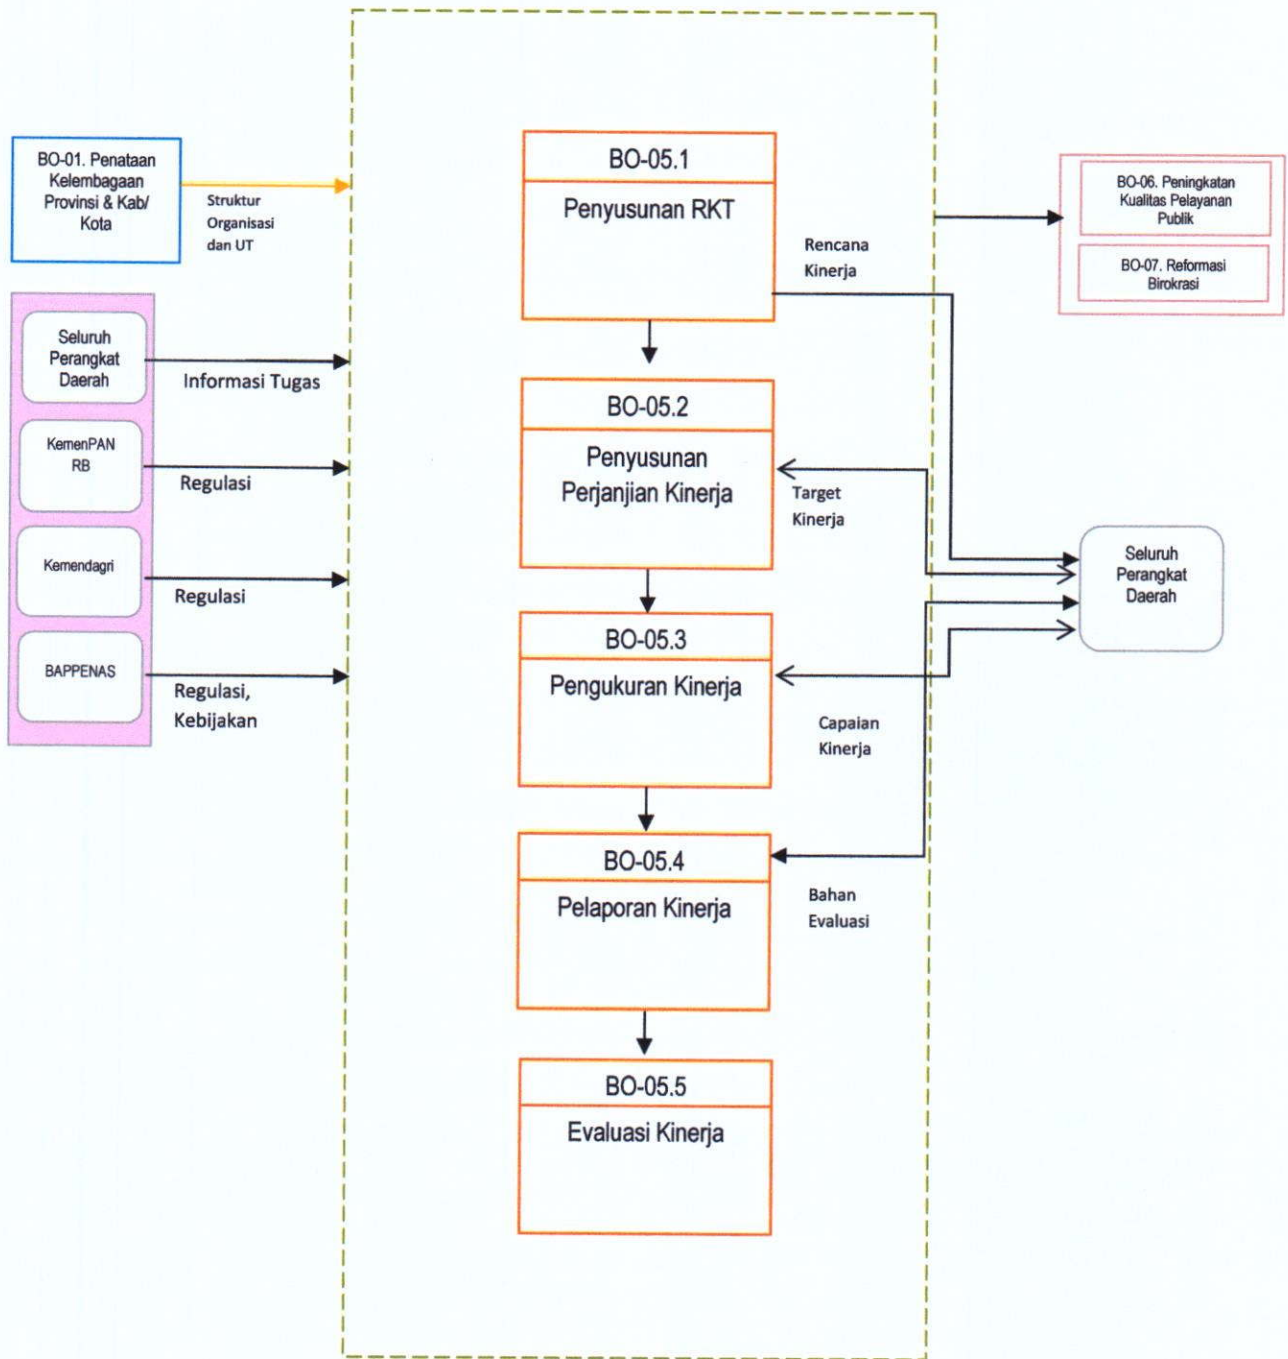 BO-01. Penataan
Kelembagaan
Provinsi & Kab/
Kota
Struktur
Organisasi
dan UT
Seluruh
Perangkat
Daerah
Informasi Tugas
KemenPAN
RB
Regulasi
Kemendagri
Regulasi
BAPPENAS
Regulasi,
Kebijakan
BO-05.1
Penyusunan RKT
Rencana
Kinerja
BO-05.2
Penyusunan
Perjanjian Kinerja
Target
Kinerja
BO-05.3
Pengukuran Kinerja
Capaian
Kinerja
BO-05.4
Pelaporan Kinerja
Bahan
Evaluasi
BO-05.5
Evaluasi Kinerja
BO-06. Peningkatan
Kualitas Pelayanan
Publik
BO-07. Reformasi
Birokrasi
Seluruh
Perangkat
Daerah